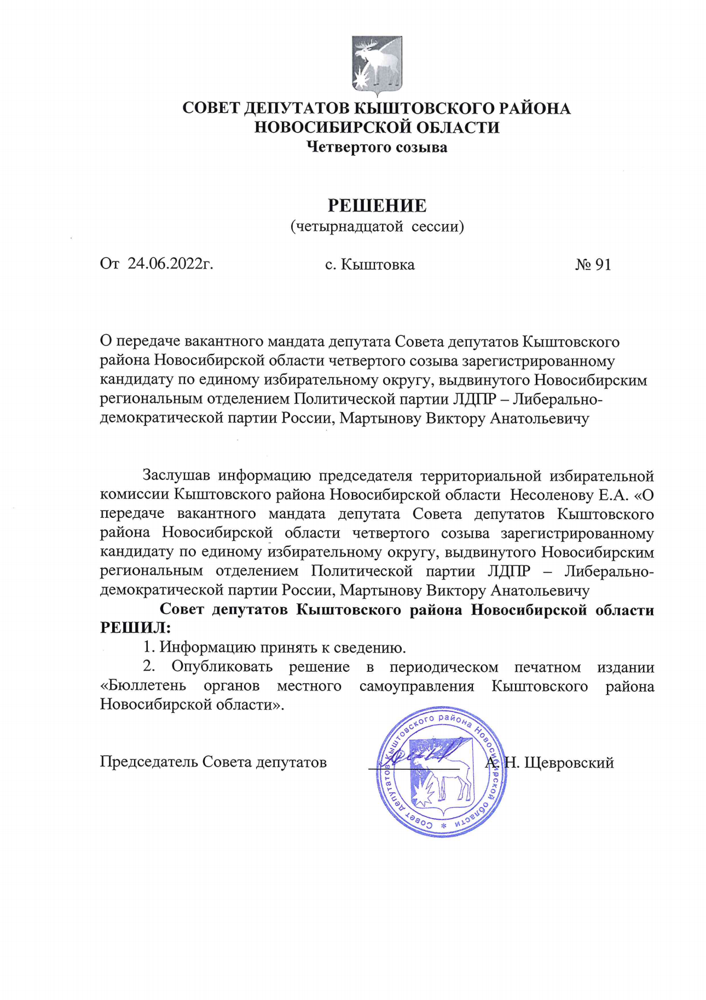 СОВЕТ ДЕПУТАТОВ КЫШТОВСКОГО РАЙОНА
НОВОСИБИРСКОЙ ОБЛАСТИ
Четвертого созыва
РЕШЕНИЕ
(четырнадцатой сессии)
От 24.06.2022г. с. Кыштовка № 91
О передаче вакантного мандата депутата Совета депутатов Кыштовского
района Новосибирской области четвертого созыва зарегистрированному
кандидату по единому избирательному округу, выдвинутого Новосибирским
региональным отделением Политической партии ЛДПР – Либерально-
демократической партии России, Мартынову Виктору Анатольевичу
Заслушав информацию председателя территориальной избирательной
комиссии Кыштовского района Новосибирской области Несоленову Е.А. «О
передаче вакантного мандата депутата Совета депутатов Кыштовского
района Новосибирской области четвертого созыва зарегистрированному
кандидату по единому избирательному округу, выдвинутого Новосибирским
региональным отделением Политической партии ЛДПР – Либерально-
демократической партии России, Мартынову Виктору Анатольевичу
Совет депутатов Кыштовского района Новосибирской области
РЕШИЛ:
1. Информацию принять к сведению.
2. Опубликовать решение в периодическом печатном издании
«Бюллетень органов местного самоуправления Кыштовского района
Новосибирской области».
Председатель Совета депутатов А. Н. Щевровский
Совет депутатов Кыштовского района Новосибирской области *